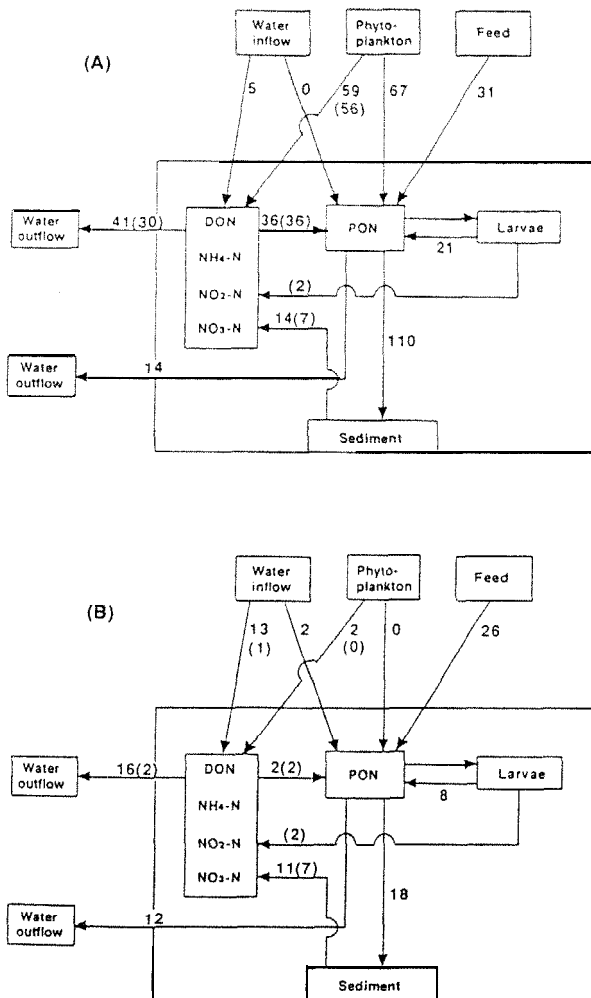 (A)
Water
inflow
Phyto-
plankton
Feed
5
0
59
(56)
67
31
Water
outflow
41(30)
DON
36(36)
PON
Larvae
21
NH4-N
NO2-N
(2)
NO3-N
14(7)
110
Water
outflow
14
Sediment
(B)
Water
inflow
Phyto-
plankton
Feed
13
(1)
2
2
(0)
0
26
Water
outflow
16(2)
DON
2(2)
PON
Larvae
8
NH4-N
NO2-N
(2)
NO3-N
11(7)
18
Water
outflow
12
Sediment